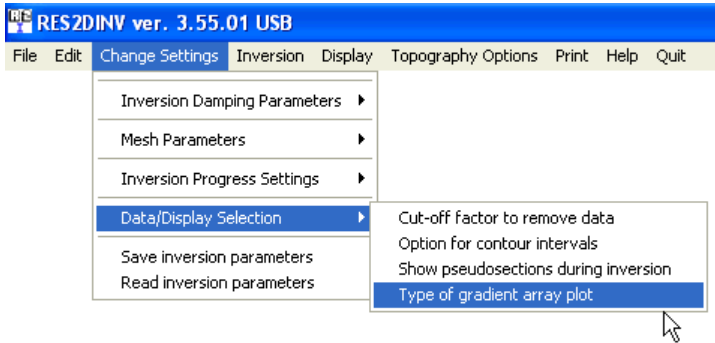 RES2DINV ver. 3.55.01 USB
File Edit Change Settings Inversion Display Topography Options Print Help Quit
Inversion Damping Parameters
Mesh Parameters
Inversion Progress Settings
Data/Display Selection
Save inversion parameters
Read inversion parameters
Cut-off factor to remove data
Option for contour intervals
Show pseudosections during inversion
Type of gradient array plot